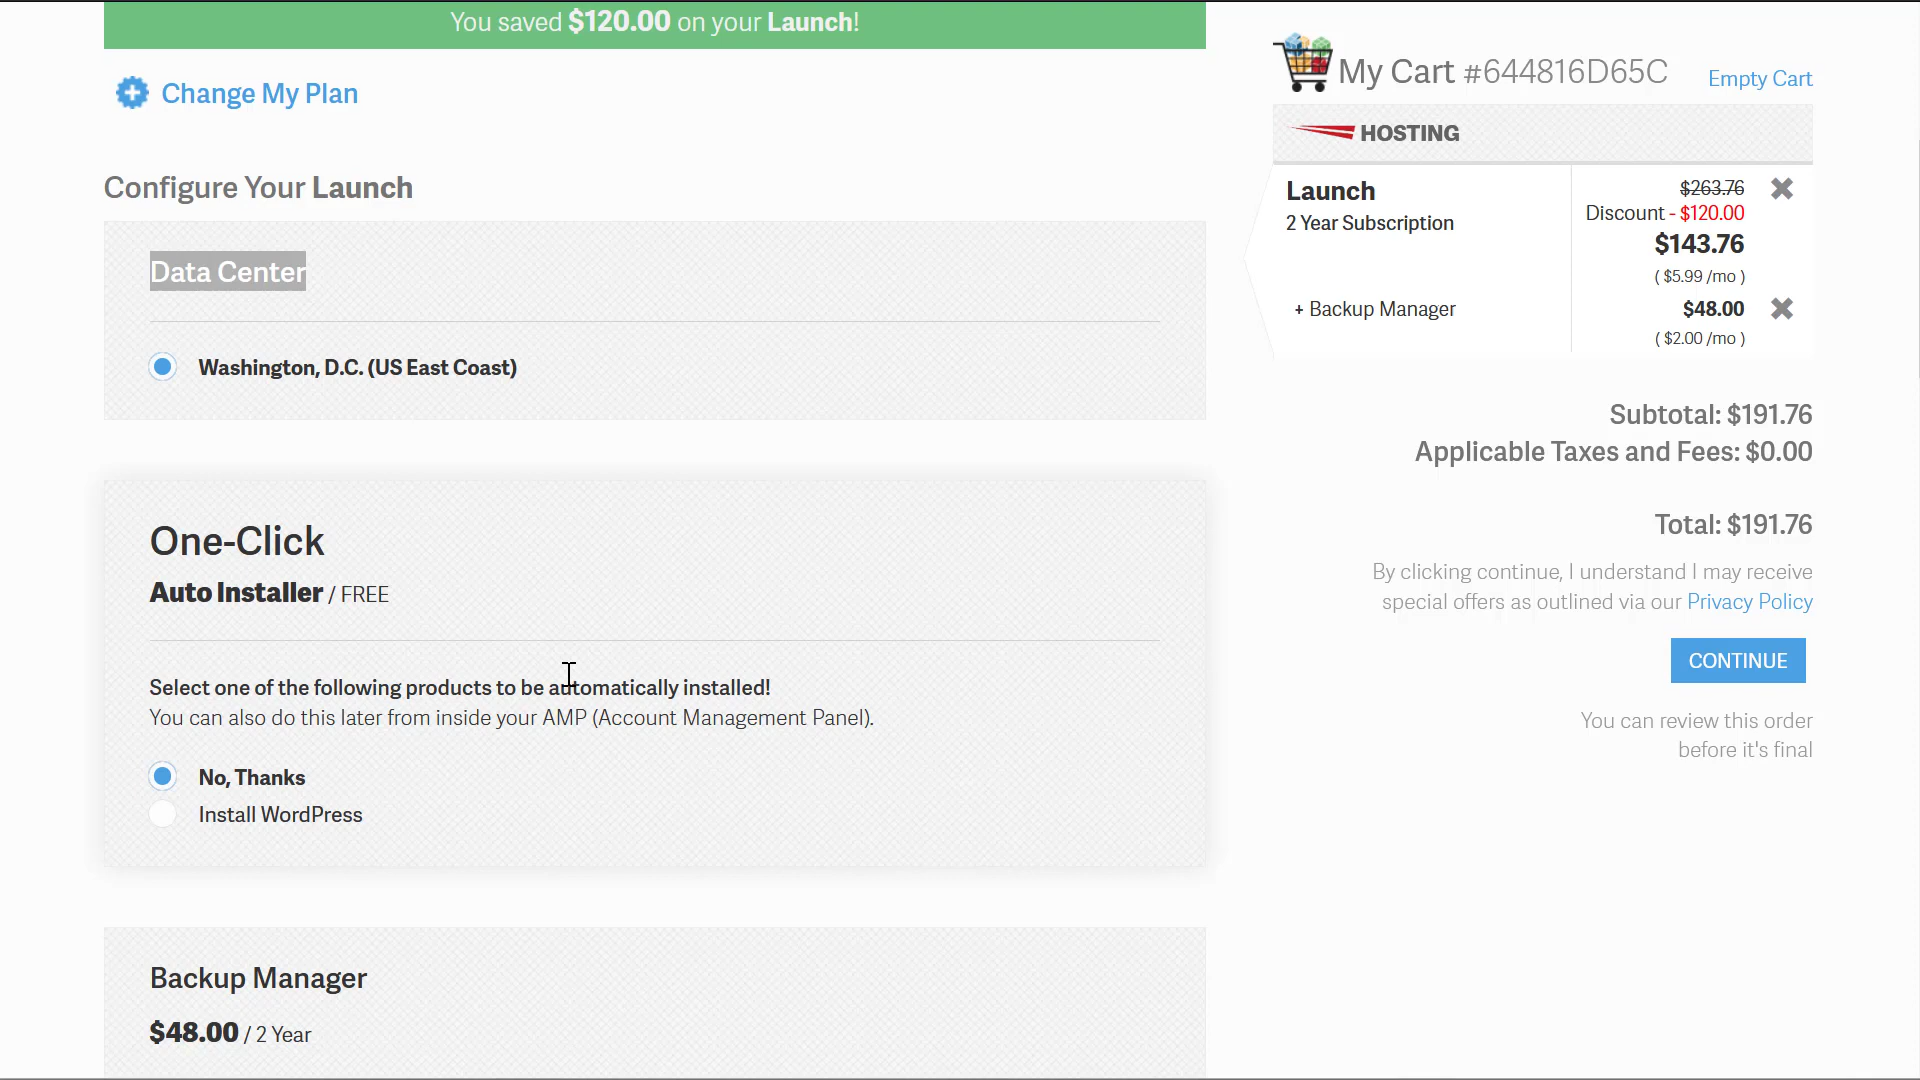 You saved $120.00 on your Launch!
Change My Plan
Configure Your Launch
Data Center
Washington, D.C. (US East Coast)
One-Click
Auto Installer / FREE
Select one of the following products to be automatically installed!
You can also do this later from inside your AMP (Account Management Panel).
No, Thanks
Install WordPress
Backup Manager
$48.00 / 2 Year
My Cart #644816D65C
Empty Cart
HOSTING
Launch
2 Year Subscription
$263.76
Discount - $120.00
$143.76
( $5.99 /mo )
+ Backup Manager
$48.00
( $2.00 /mo )
Subtotal: $191.76
Applicable Taxes and Fees: $0.00
Total: $191.76
By clicking continue, I understand I may receive
special offers as outlined via our Privacy Policy
CONTINUE
You can review this order
before it's final